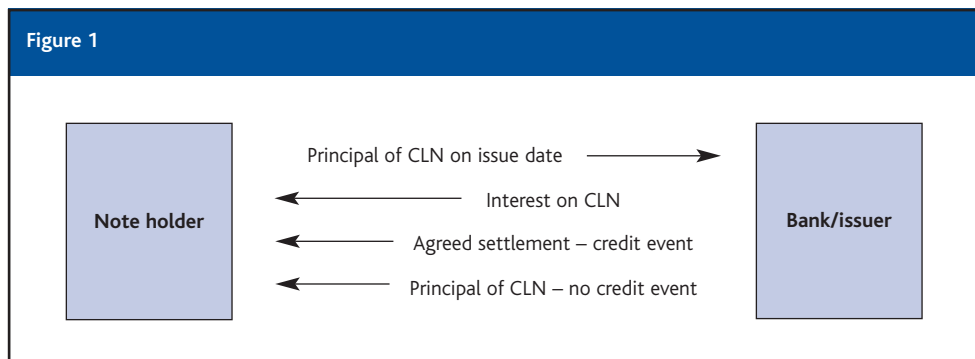 Figure 1
Principal of CLN on issue date
Interest on CLN
Note holder
Bank/issuer
Agreed settlement – credit event
Principal of CLN – no credit event